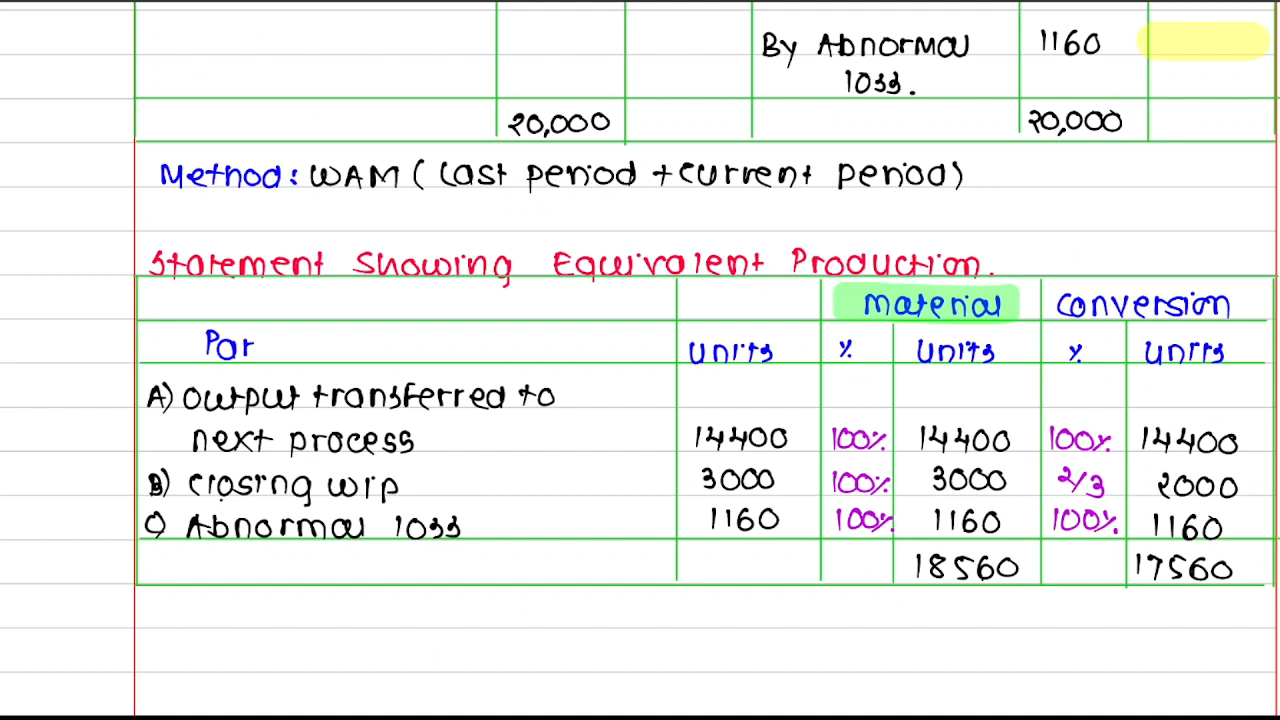 By Abnormal 1160
loss.
20,000 20,000
Method: WAM (Last period + current period)
Statement Showing Equivalent Production.
Material Conversion
Par Units % Units % Units
A) Output transferred to
next process 14400 100% 14400 100% 14400
B) Closing WIP 3000 100% 3000 2/3 2000
C) Abnormal loss 1160 100% 1160 100% 1160
18560 17560